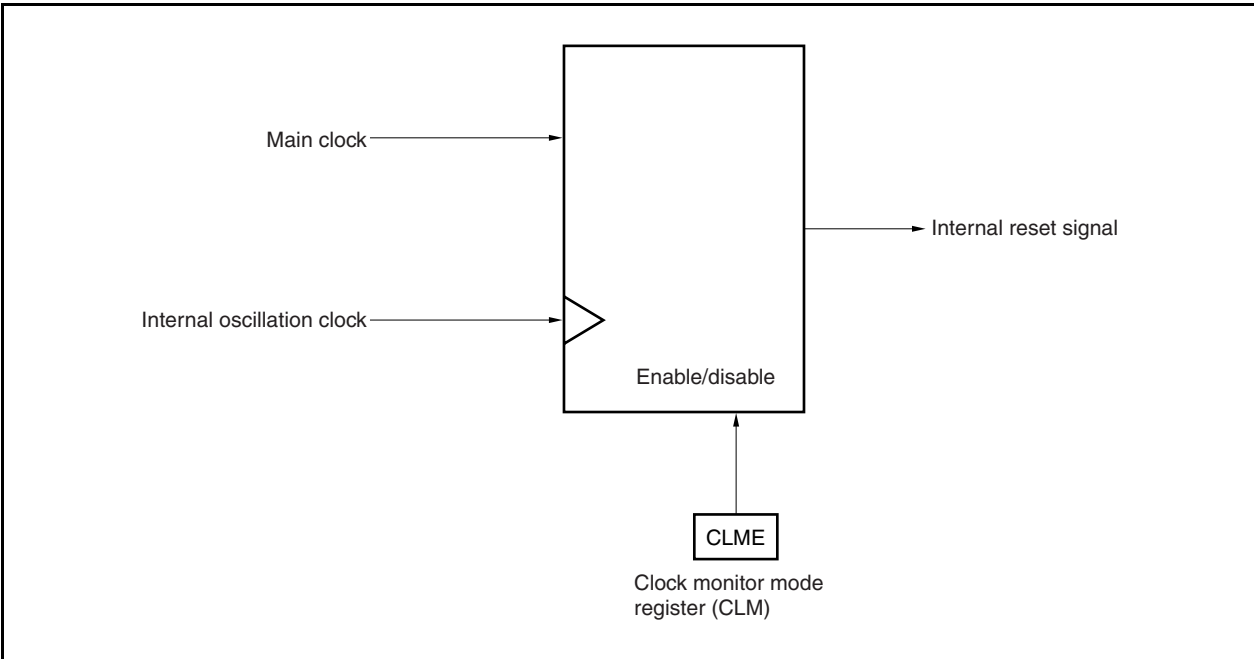 Main clock
Internal reset signal
Internal oscillation clock
Enable/disable
CLME
Clock monitor mode
register (CLM)